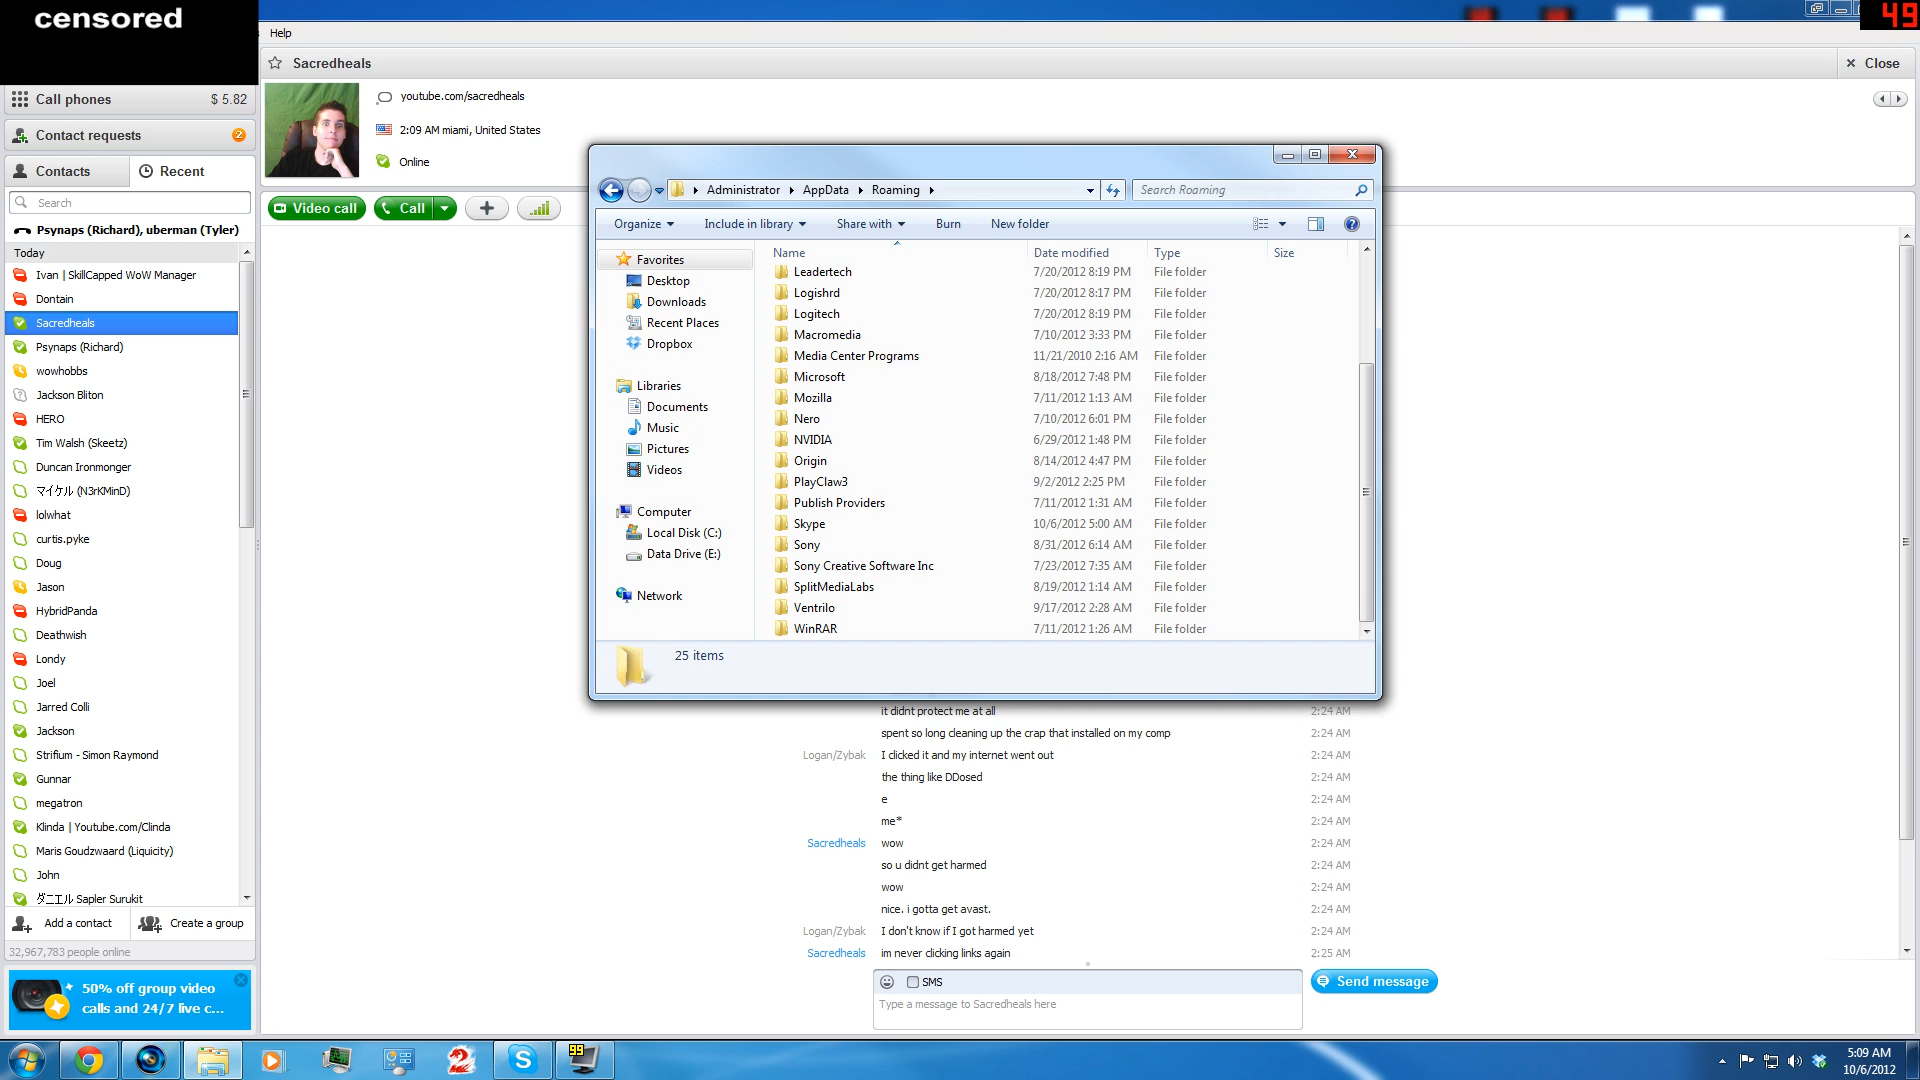 censored
49
Help
Sacredheals
Close
youtube.com/sacredheals
Call phones
$ 5.82
2:09 AM miami, United States
Contact requests
2
Online
Contacts
Recent
Search
Video call
Call
Psynaps (Richard), uberman (Tyler)
Today
Ivan | SkillCapped WoW Manager
Dontain
Sacredheals
Psynaps (Richard)
wowhobbs
Jackson Bliton
HERO
Tim Walsh (Skeetz)
Duncan Ironmonger
マイケル (N3rKMinD)
lolwhat
curtis.pyke
Doug
Jason
HybridPanda
Deathwish
Londy
Joel
Jarred Colli
Jackson
Strifium - Simon Raymond
Gunnar
megatron
Klinda | Youtube.com/Clinda
Maris Goudzwaard (Liquicity)
John
ダニエル Sapler Surukit
Add a contact
Create a group
32,967,783 people online
50% off group video
calls and 24/7 live c...
Administrator
AppData
Roaming
Search Roaming
Organize
Include in library
Share with
Burn
New folder
Favorites
Desktop
Downloads
Recent Places
Dropbox
Libraries
Documents
Music
Pictures
Videos
Computer
Local Disk (C:)
Data Drive (E:)
Network
Name Date modified Type Size
Leadertech 7/20/2012 8:19 PM File folder
Logishrd 7/20/2012 8:17 PM File folder
Logitech 7/20/2012 8:19 PM File folder
Macromedia 7/10/2012 3:33 PM File folder
Media Center Programs 11/21/2010 2:16 AM File folder
Microsoft 8/18/2012 7:48 PM File folder
Mozilla 7/11/2012 1:13 AM File folder
Nero 7/10/2012 6:01 PM File folder
NVIDIA 6/29/2012 1:48 PM File folder
Origin 8/14/2012 4:47 PM File folder
PlayClaw3 9/2/2012 2:25 PM File folder
Publish Providers 7/11/2012 1:31 AM File folder
Skype 10/6/2012 5:00 AM File folder
Sony 8/31/2012 6:14 AM File folder
Sony Creative Software Inc 7/23/2012 7:35 AM File folder
SplitMediaLabs 8/19/2012 1:14 AM File folder
Ventrilo 9/17/2012 2:28 AM File folder
WinRAR 7/11/2012 1:26 AM File folder
25 items
it didnt protect me at all 2:24 AM
spent so long cleaning up the crap that installed on my comp 2:24 AM
Logan/Zybak I clicked it and my internet went out 2:24 AM
the thing like DDosed 2:24 AM
e 2:24 AM
me* 2:24 AM
Sacredheals wow 2:24 AM
so u didnt get harmed 2:24 AM
wow 2:24 AM
nice. i gotta get avast. 2:24 AM
Logan/Zybak I don't know if I got harmed yet 2:24 AM
Sacredheals im never clicking links again 2:25 AM
SMS
Type a message to Sacredheals here
Send message
99
5:09 AM
10/6/2012